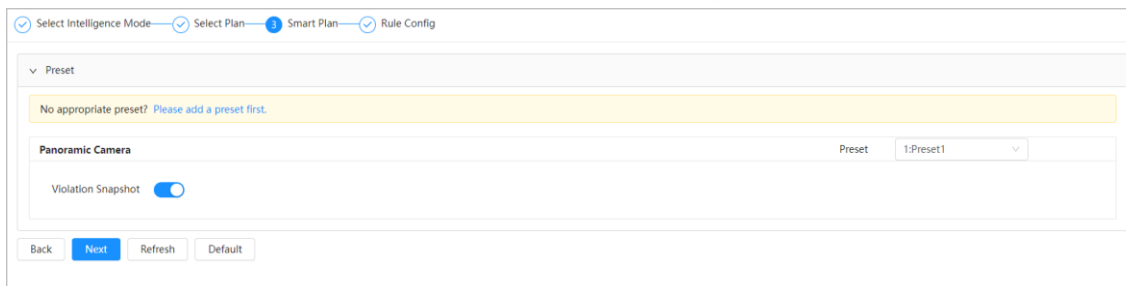 Select Intelligence Mode Select Plan 3 Smart Plan Rule Config
Preset
No appropriate preset? Please add a preset first.
Panoramic Camera Preset 1:Preset1
Violation Snapshot
Back Next Refresh Default